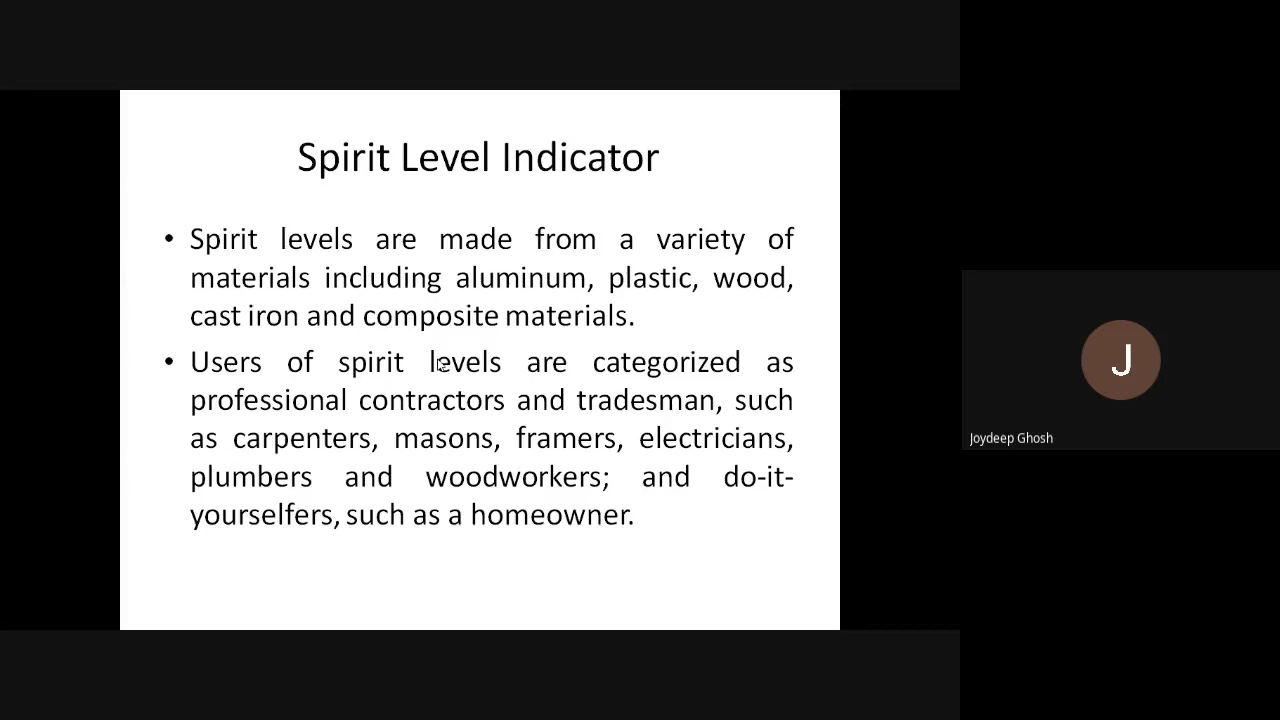 Spirit Level Indicator
• Spirit levels are made from a variety of
materials including aluminum, plastic, wood,
cast iron and composite materials.
• Users of spirit levels are categorized as
professional contractors and tradesman, such
as carpenters, masons, framers, electricians,
plumbers and woodworkers; and do-it-
yourselfers, such as a homeowner.
J
Joydeep Ghosh